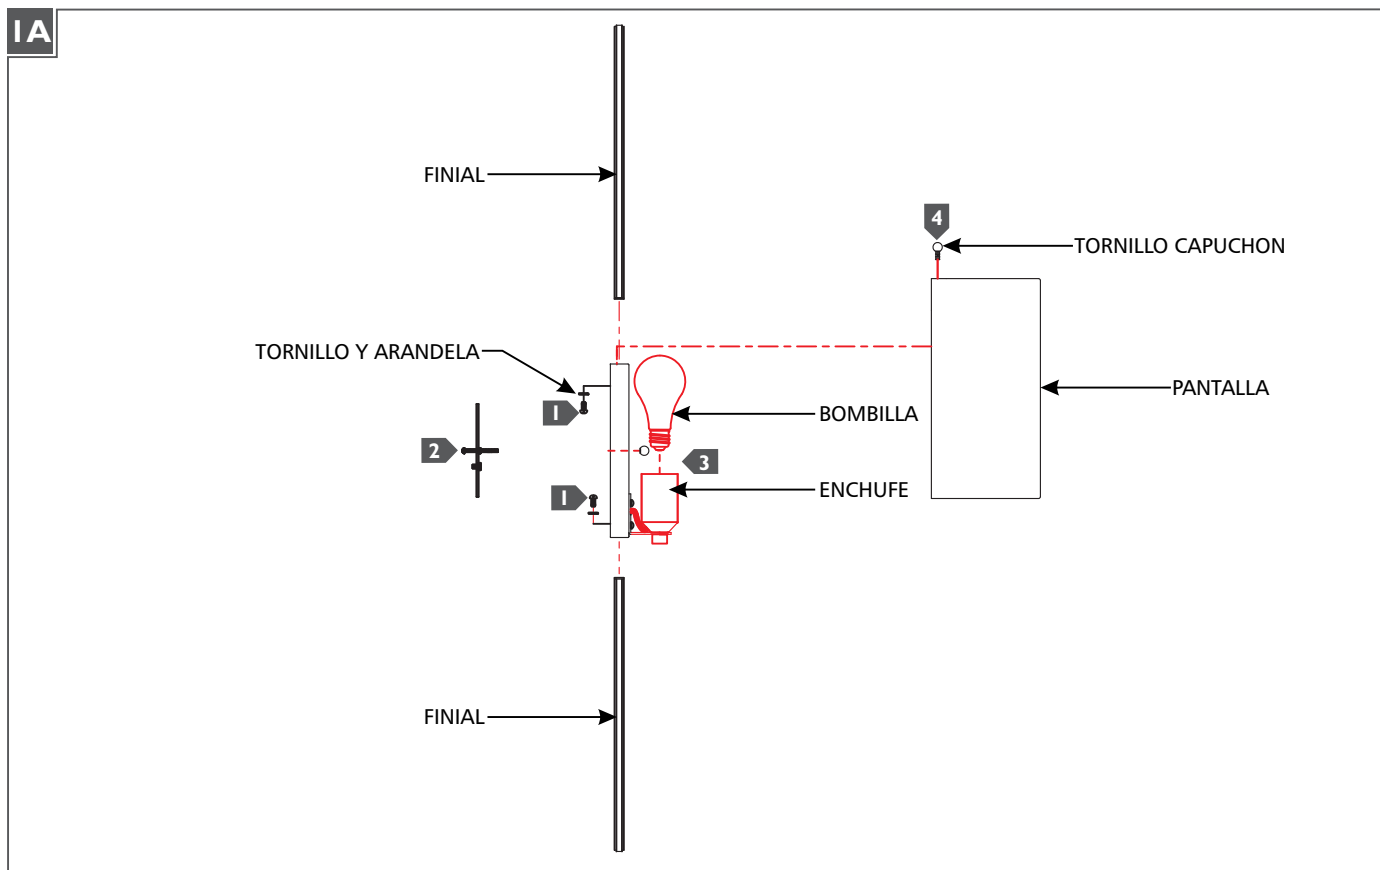 1A
FINIAL
4
TORNILLO CAPUCHON
TORNILLO Y ARANDELA
PANTALLA
1
BOMBILLA
2
3
ENCHUFE
1
FINIAL